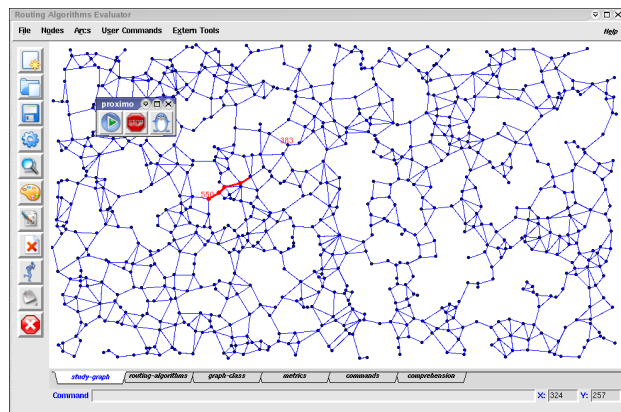 Routing Algorithms Evaluator
File Nodes Arcs User Commands Extern Tools Help
proximo
STOP
383
550
study-graph routing-algorithms graph-class metrics commands comprehension
Command X: 324 Y: 257